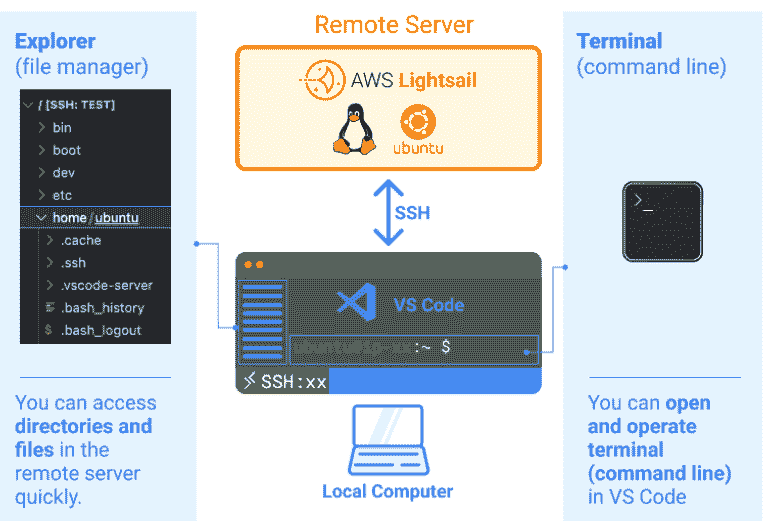 Explorer
(file manager)
/ [SSH: TEST]
bin
boot
dev
etc
home/ubuntu
.cache
.ssh
.vscode-server
.bash_history
$ .bash_logout
You can access
directories and
files in the
remote server
quickly.
Remote Server
AWS Lightsail
ubuntu
SSH
VS Code
:~ $
SSH:xx
Local Computer
Terminal
(command line)
>_
You can open
and operate
terminal
(command line)
in VS Code